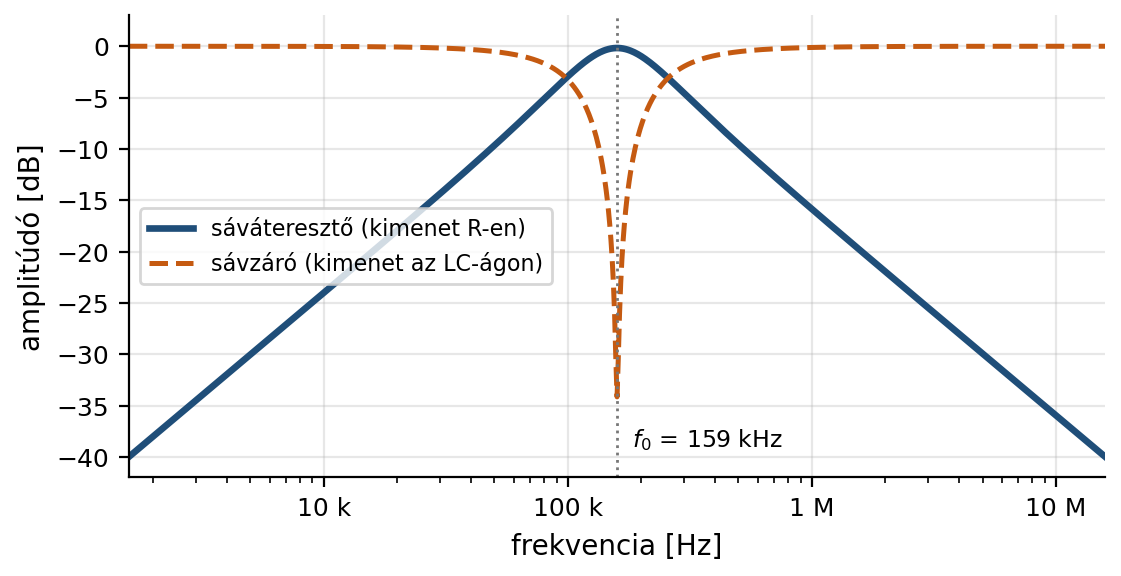 amplitúdó [dB]
0
−5
−10
−15
−20
−25
−30
−35
−40
sáváteresztő (kimenet R-en)
sávzáró (kimenet az LC-ágon)
f₀ = 159 kHz
10 k
100 k
1 M
10 M
frekvencia [Hz]